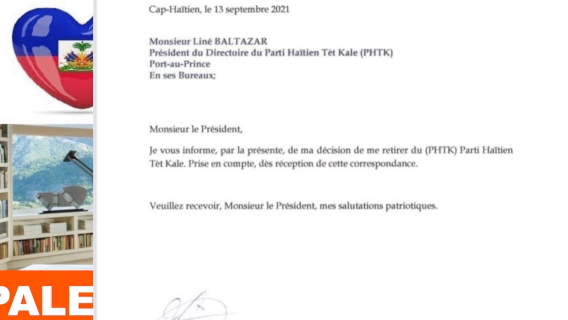 Cap-Haïtien, le 13 septembre 2021
Monsieur Liné BALTAZAR
Président du Directoire du Parti Haïtien Tèt Kale (PHTK)
Port-au-Prince
En ses Bureaux;
Monsieur le Président,
Je vous informe, par la présente, de ma décision de me retirer du (PHTK) Parti Haïtien
Tèt Kale. Prise en compte, dès réception de cette correspondance.
Veuillez recevoir, Monsieur le Président, mes salutations patriotiques.
PALE